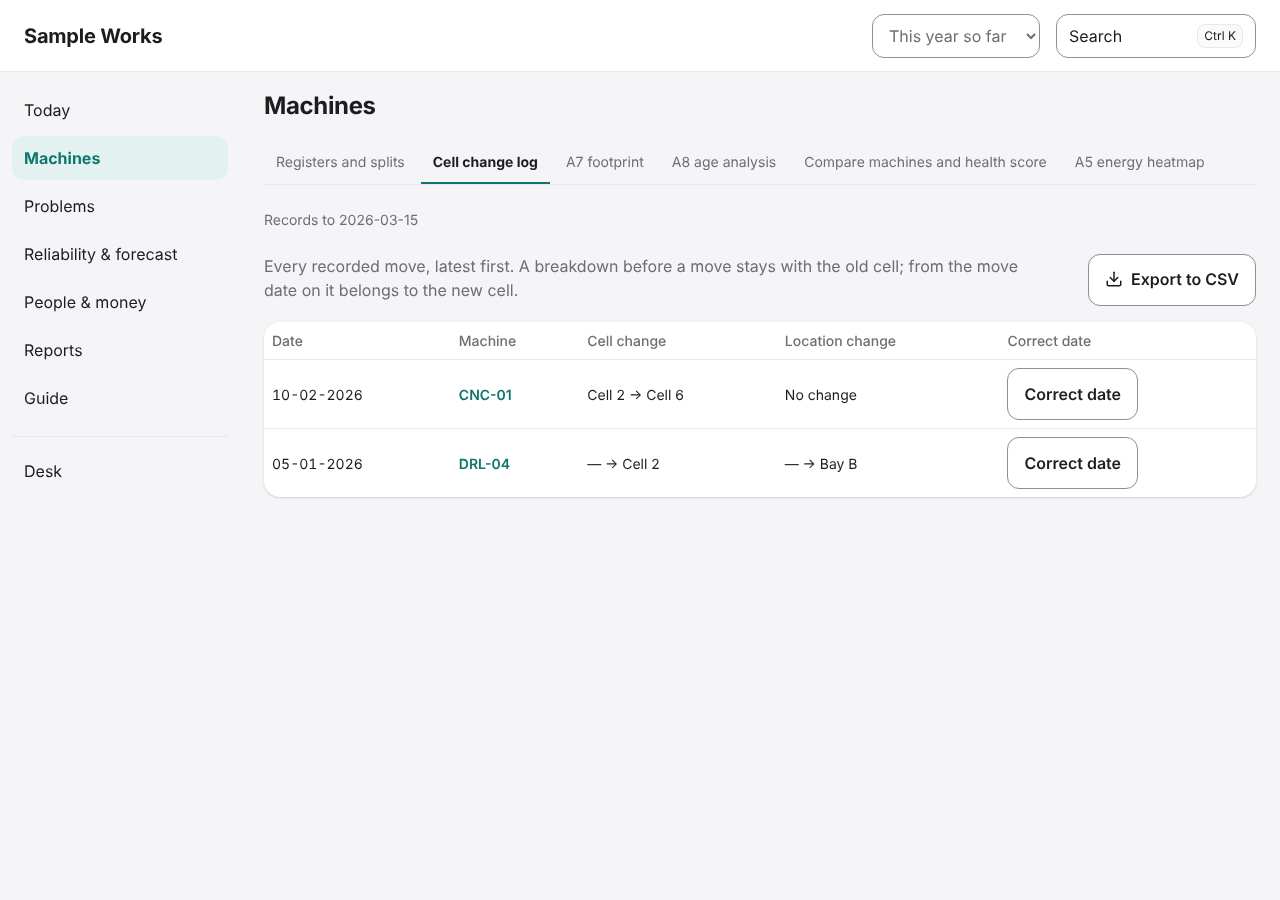 Sample Works
This year so far
Search
Ctrl K
Today
Machines
Problems
Reliability & forecast
People & money
Reports
Guide
Desk
Machines
Registers and splits
Cell change log
A7 footprint
A8 age analysis
Compare machines and health score
A5 energy heatmap
Records to 2026-03-15
Every recorded move, latest first. A breakdown before a move stays with the old cell; from the move
date on it belongs to the new cell.
Export to CSV
Date Machine Cell change Location change Correct date
10-02-2026 CNC-01 Cell 2 → Cell 6 No change Correct date
05-01-2026 DRL-04 — → Cell 2 — → Bay B Correct date